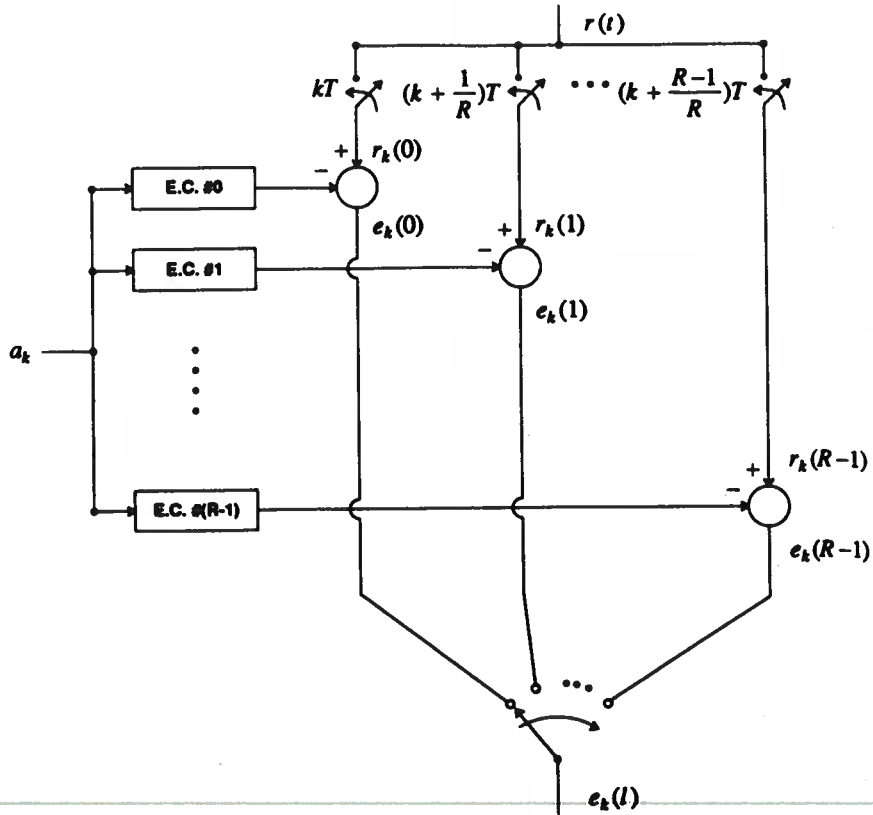 r(t)
kT
(k + 1/R)T
• • •
(k + R−1/R)T
+
r_k(0)
−
E.C. #0
e_k(0)
+
r_k(1)
−
E.C. #1
e_k(1)
a_k
+
r_k(R−1)
−
E.C. #(R-1)
e_k(R−1)
e_k(l)